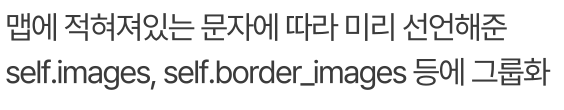 맵에 적혀져있는 문자에 따라 미리 선언해준
self.images, self.border_images 등에 그룹화